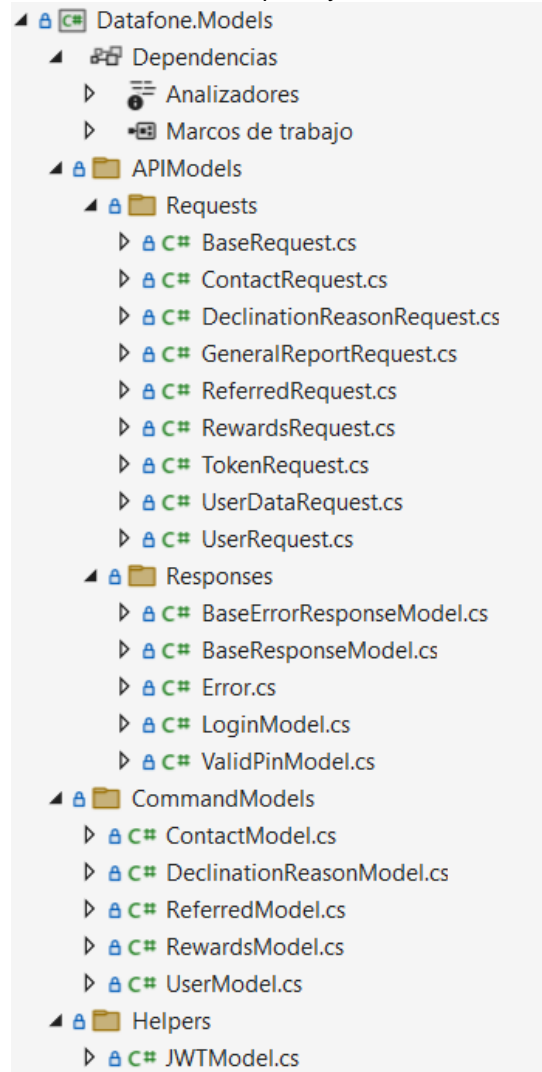 C# Datafone.Models
Dependencias
Analizadores
Marcos de trabajo
APIModels
Requests
C# BaseRequest.cs
C# ContactRequest.cs
C# DeclinationReasonRequest.cs
C# GeneralReportRequest.cs
C# ReferredRequest.cs
C# RewardsRequest.cs
C# TokenRequest.cs
C# UserDataRequest.cs
C# UserRequest.cs
Responses
C# BaseErrorResponseModel.cs
C# BaseResponseModel.cs
C# Error.cs
C# LoginModel.cs
C# ValidPinModel.cs
CommandModels
C# ContactModel.cs
C# DeclinationReasonModel.cs
C# ReferredModel.cs
C# RewardsModel.cs
C# UserModel.cs
Helpers
C# JWTModel.cs